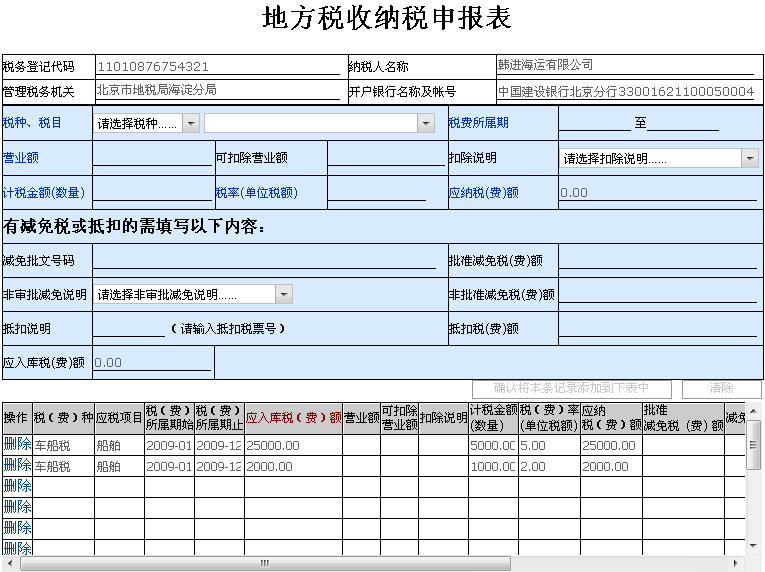 地方税收纳税申报表
税务登记代码 11010876754321 纳税人名称 韩进海运有限公司
管理税务机关 北京市地税局海淀分局 开户银行名称及帐号 中国建设银行北京分行33001621100050004
税种、税目 请选择税种...... 税费所属期 至
营业额 可扣除营业额 扣除说明 请选择扣除说明......
计税金额(数量) 税率(单位税额) 应纳税(费)额 0.00
有减免税或抵扣的需填写以下内容：
减免批文号码 批准减免税(费)额
非审批减免说明 请选择非审批减免说明...... 非批准减免税(费)额
抵扣说明 （请输入抵扣税票号） 抵扣税(费)额
应入库税(费)额 0.00
确认将本条记录添加到下表中 清除
操作 税（费）种 应税项目 税（费）所属期始 税（费）所属期止 应入库税（费）额 营业额 可扣除营业额 扣除说明 计税金额(数量) 税（费）率(单位税额) 应纳税（费）额 批准减免税（费）额 减免
删除 车船税 船舶 2009-01 2009-12 25000.00 5000.00 5.00 25000.00
删除 车船税 船舶 2009-01 2009-12 2000.00 1000.00 2.00 2000.00
删除
删除
删除
删除